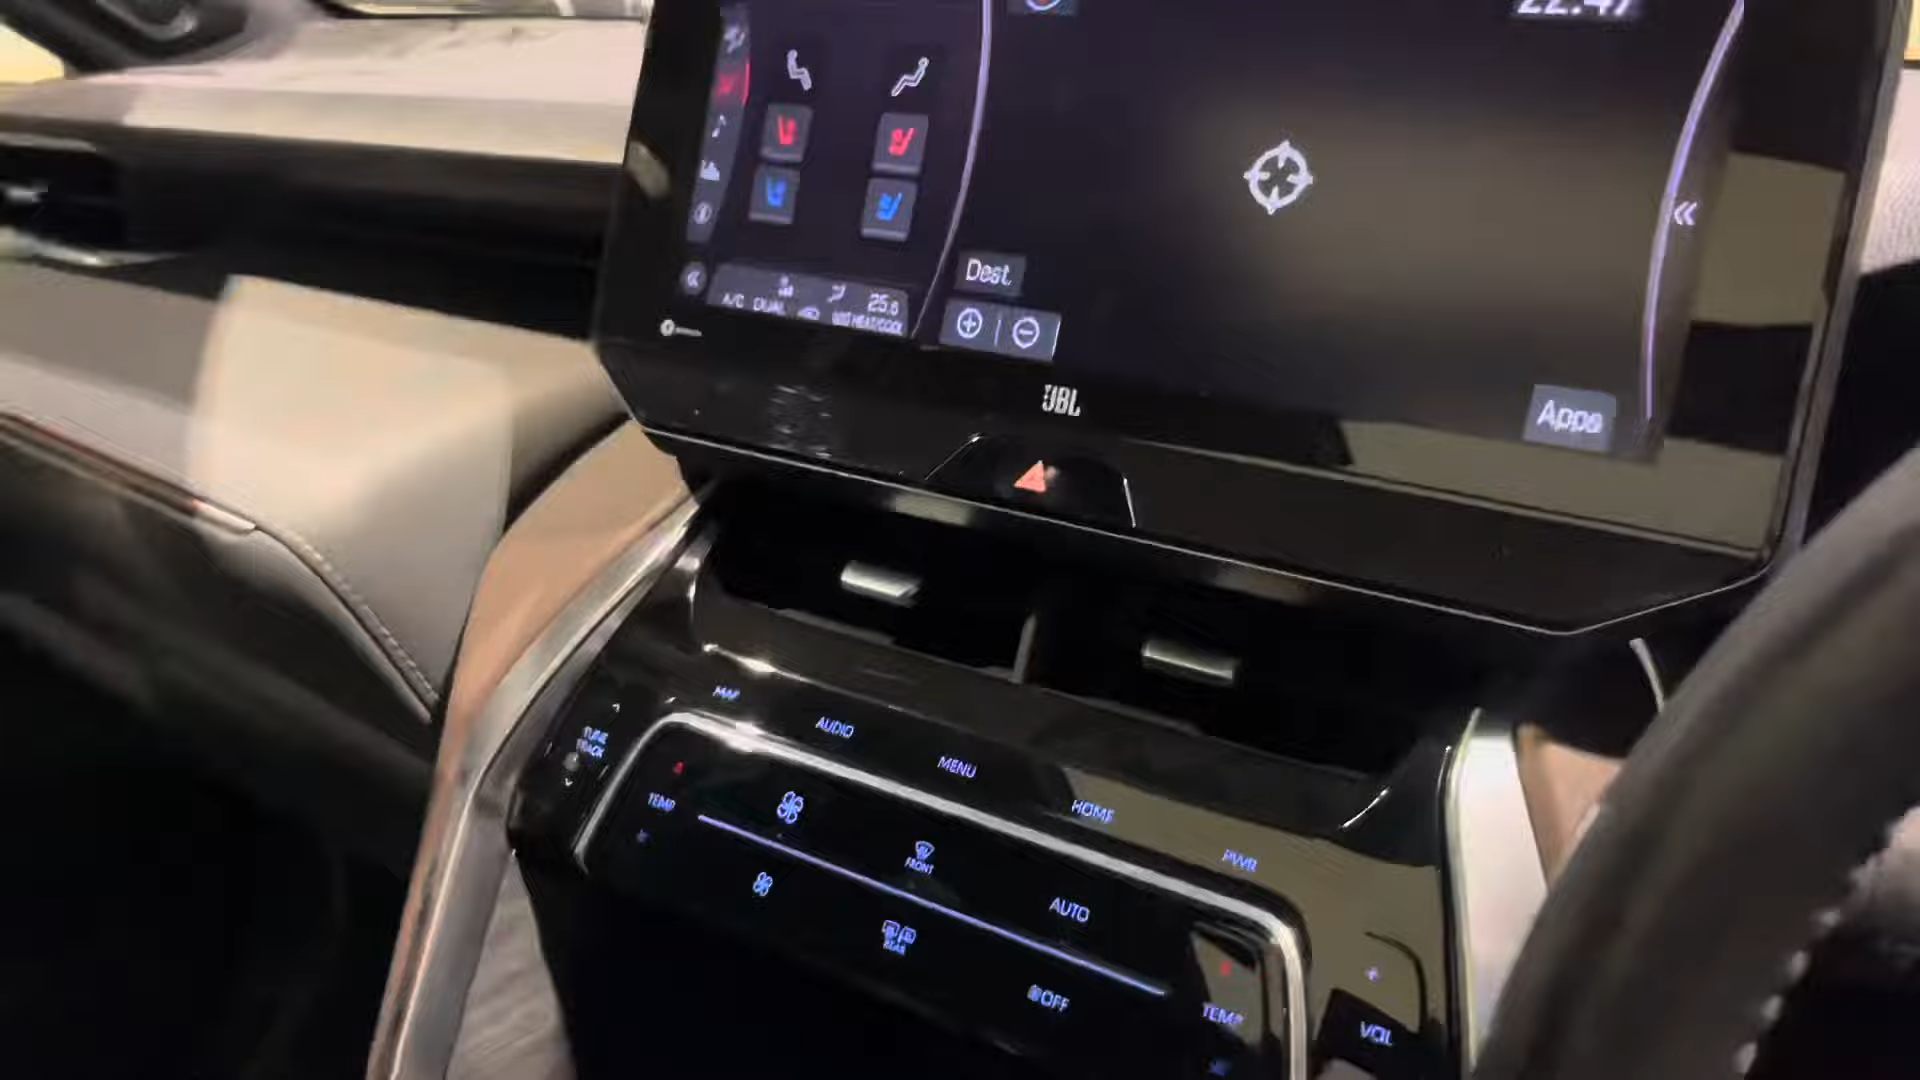 22:47
A/C DUAL
25.5
Dest
JBL
Apps
MAP
AUDIO
MENU
HOME
PWR
TUNE
TRACK
TEMP
FRONT
AUTO
REAR
OFF
TEMP
+
VOL